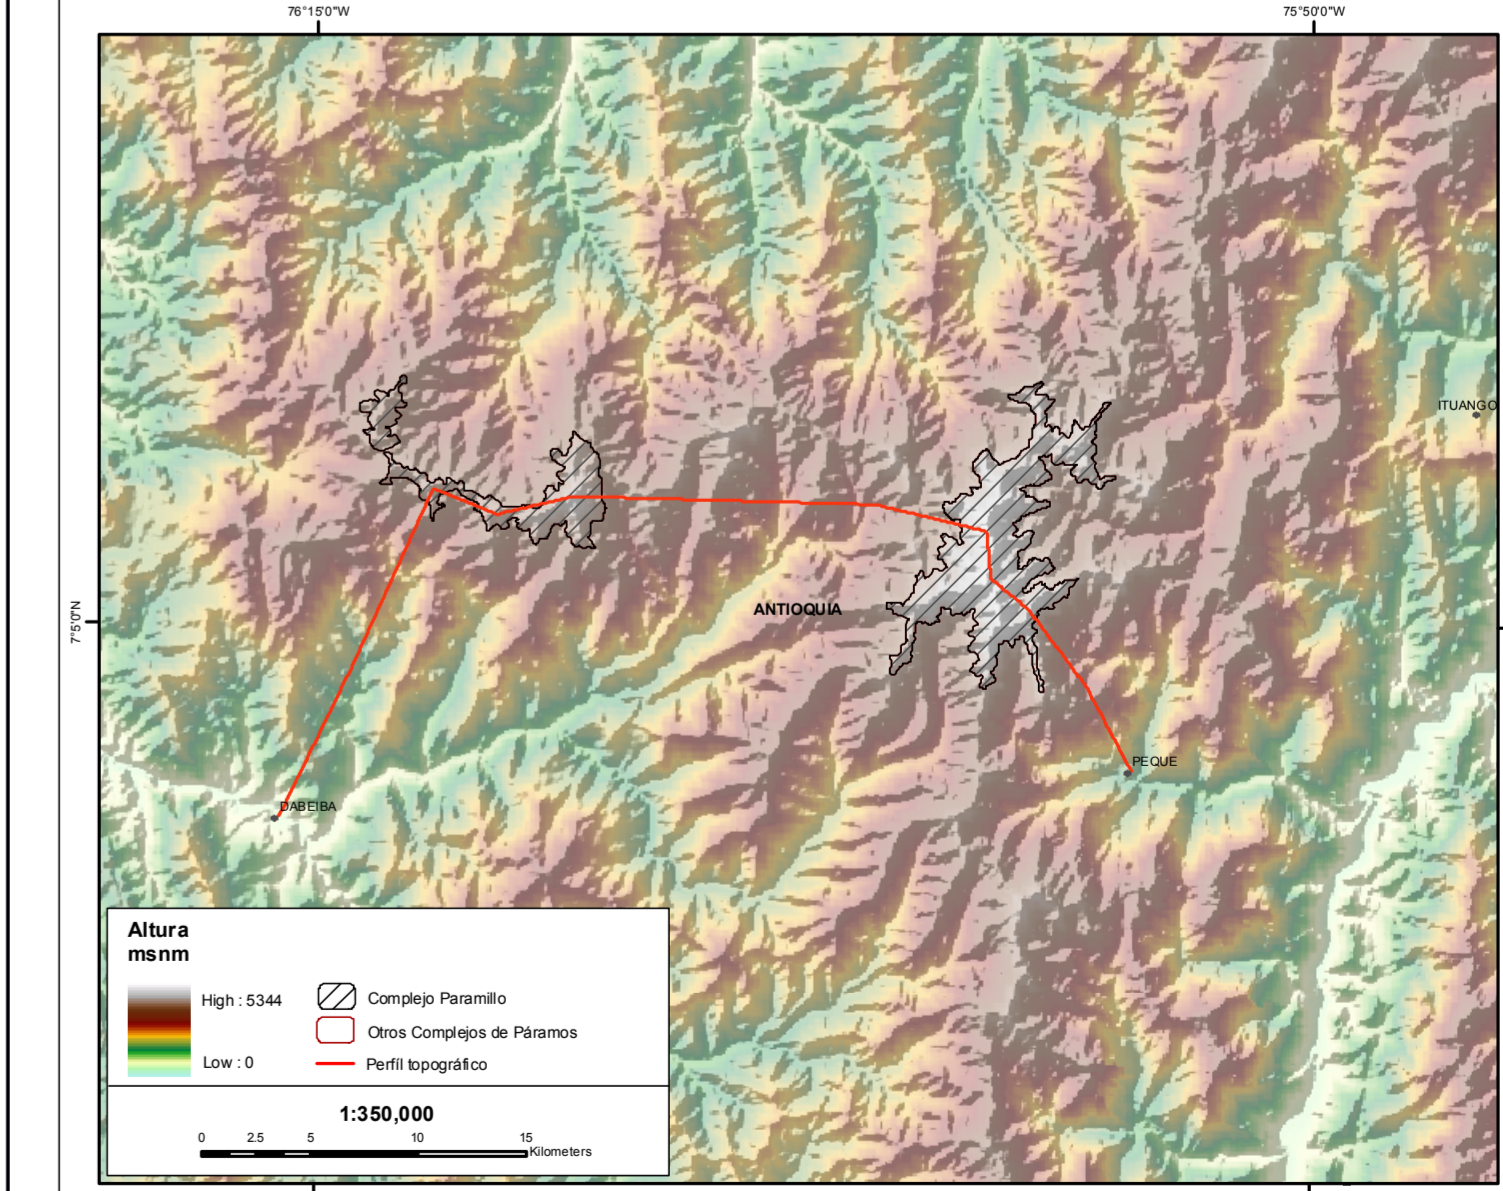 76°15'0"W
75°50'0"W
ITUANGO
7°5'0"N
ANTIOQUIA
PEQUE
DABEIBA
Altura
msnm
High : 5344
Low : 0
Complejo Paramillo
Otros Complejos de Páramos
Perfíl topográfico
1:350,000
0 2.5 5 10 15
Kilometers